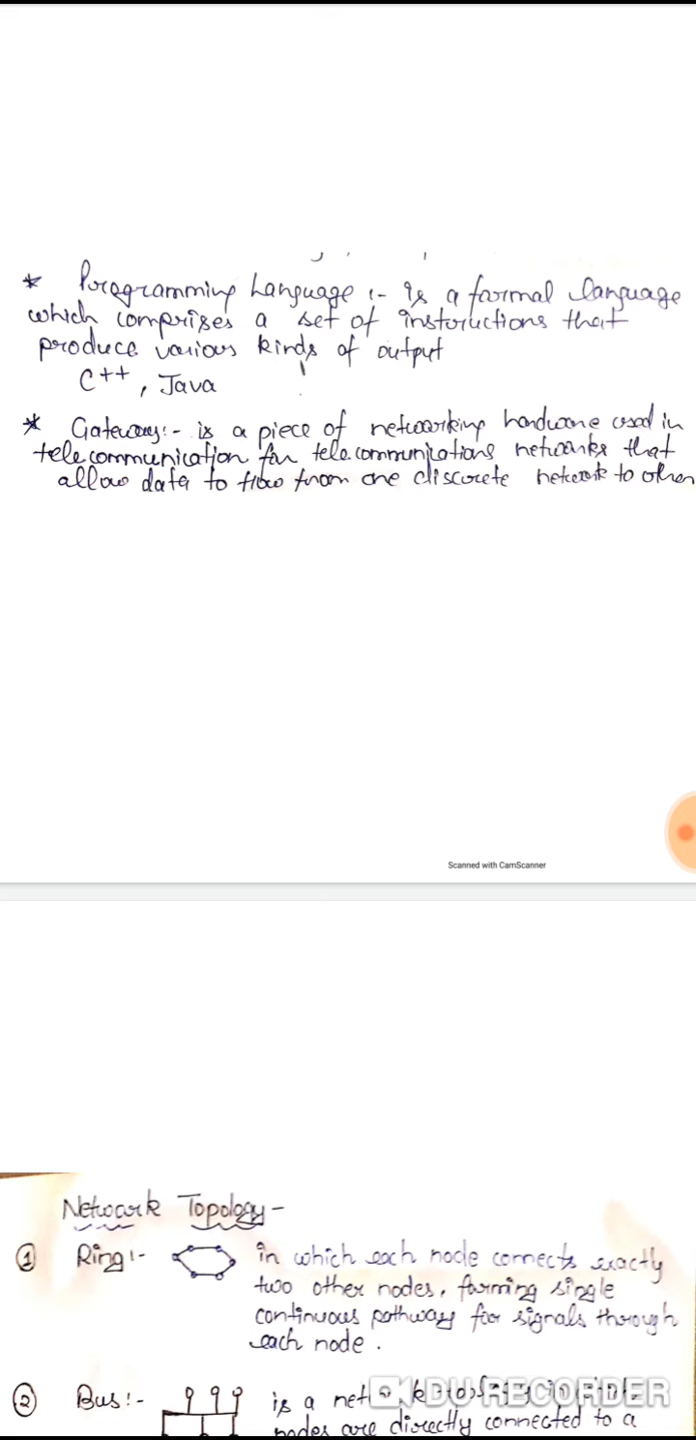 * Programming Language :- is a formal language
which comprises a set of instructions that
produce various kinds of output
C++, Java
* Gateway:- is a piece of networking hardware used in
telecommunication for telecommunications networks that
allow data to flow from one discrete network to other
Scanned with CamScanner
Network Topology -
① Ring:- in which each node connects exactly
two other nodes, forming single
continuous pathway for signals through
each node.
② Bus:- is a net
DU RECORDER
nodes are directly connected to a